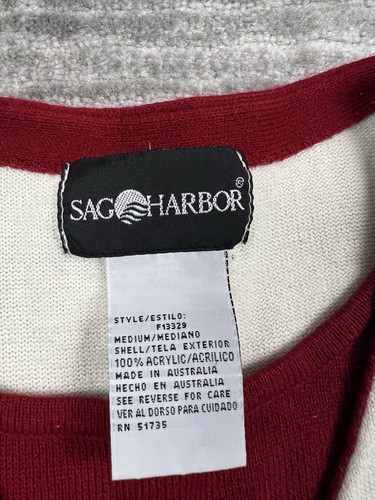 SAG HARBOR®
STYLE/ESTILO:
F13329
MEDIUM/MEDIANO
SHELL/TELA EXTERIOR
100% ACRYLIC/ACRILICO
MADE IN AUSTRALIA
HECHO EN AUSTRALIA
SEE REVERSE FOR CARE
VER AL DORSO PARA CUIDADO
RN 51735